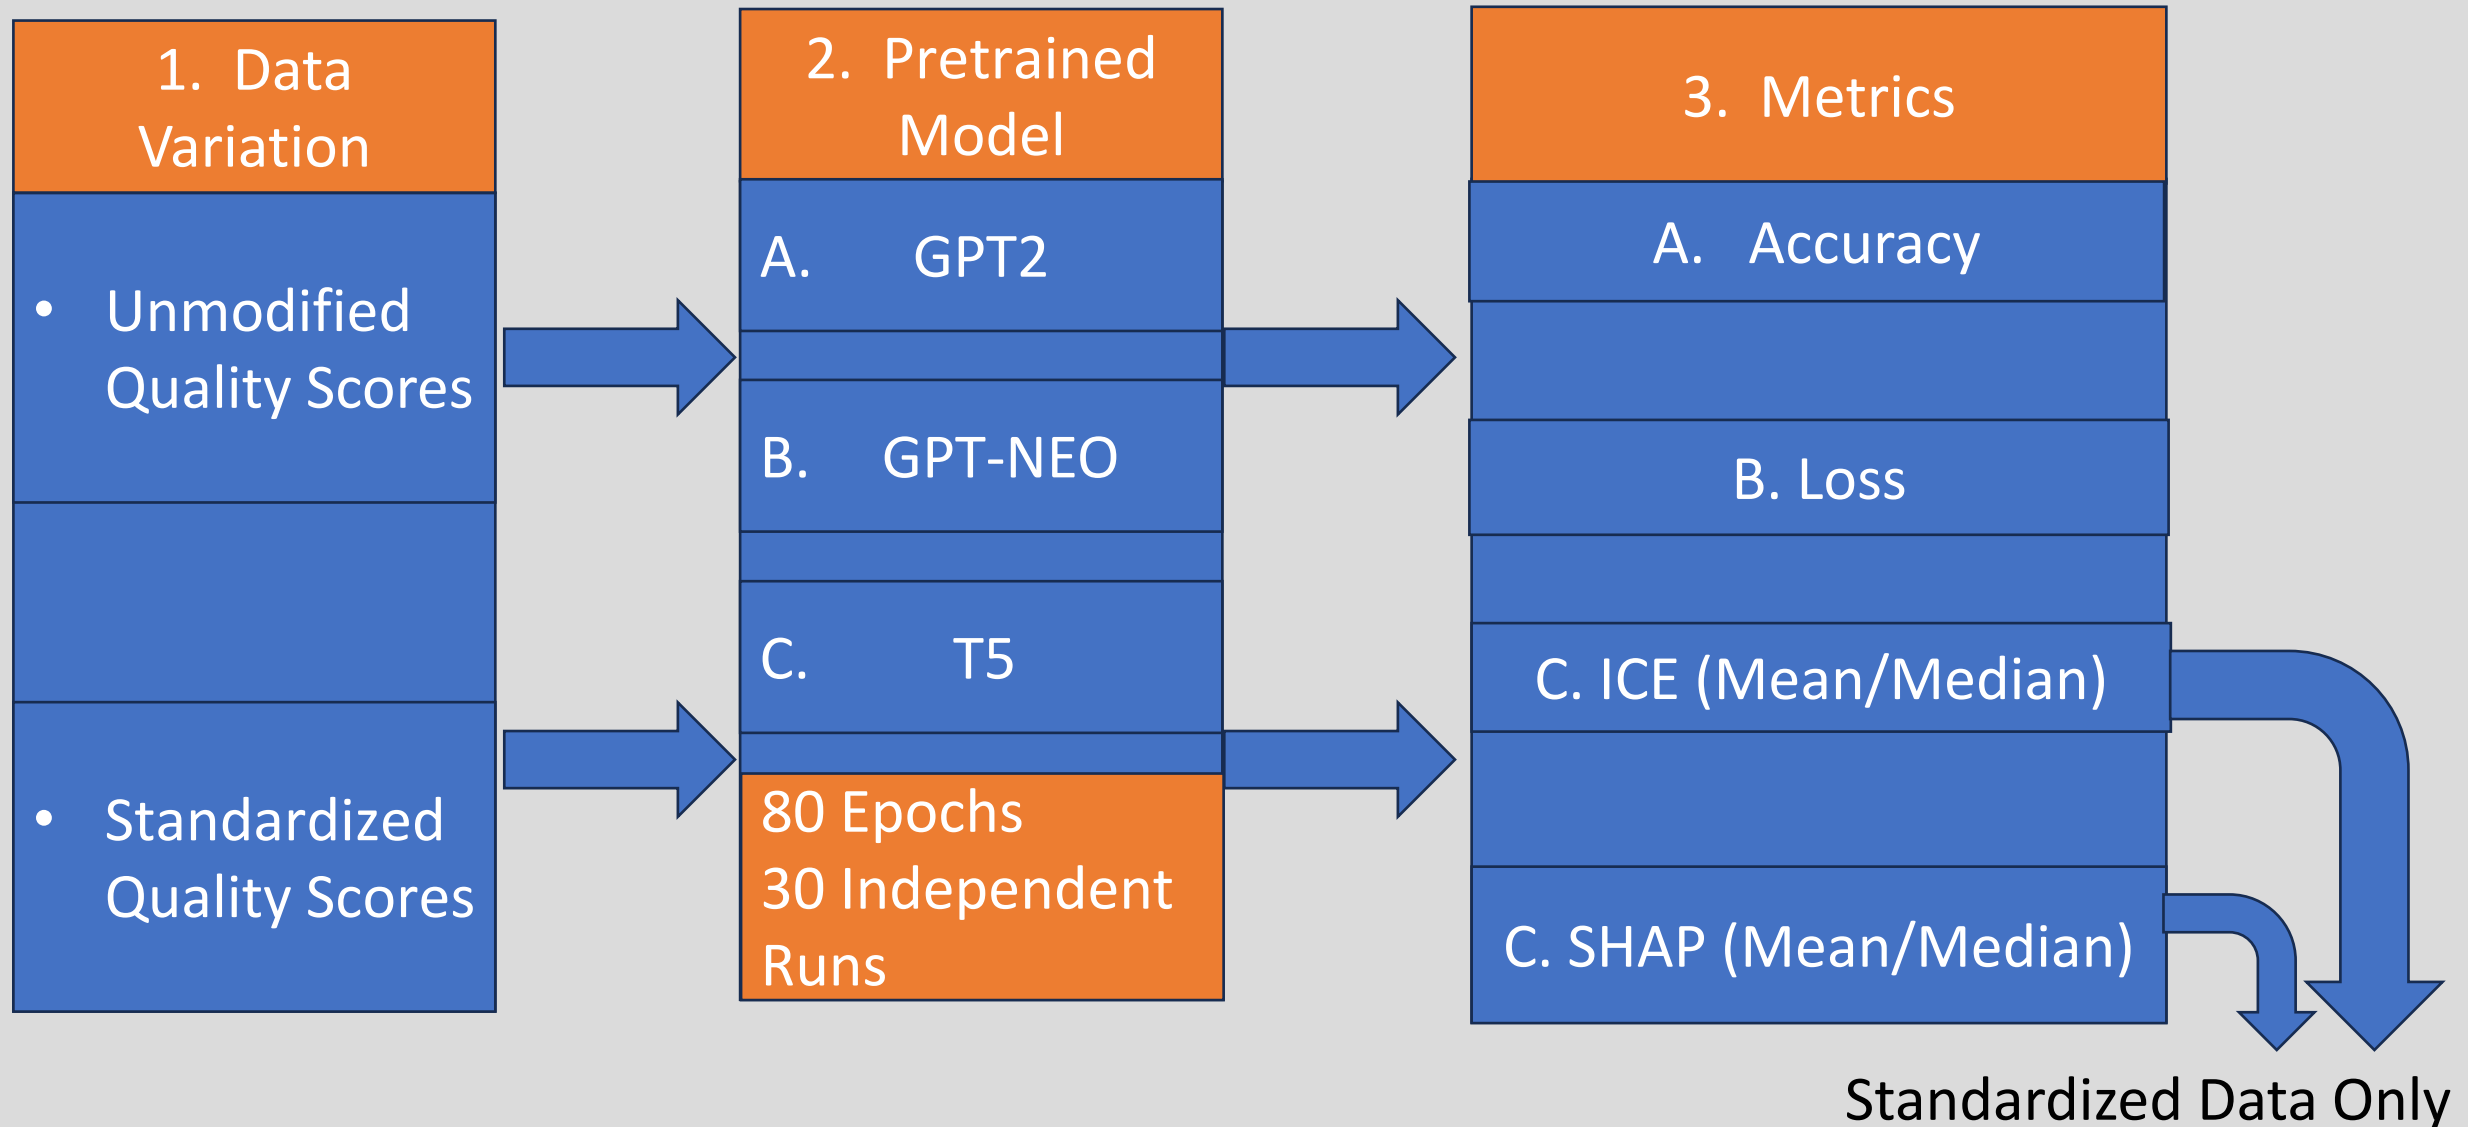 1. Data
Variation
• Unmodified
Quality Scores
• Standardized
Quality Scores
2. Pretrained
Model
A. GPT2
B. GPT-NEO
C. T5
80 Epochs
30 Independent
Runs
3. Metrics
A. Accuracy
B. Loss
C. ICE (Mean/Median)
C. SHAP (Mean/Median)
Standardized Data Only